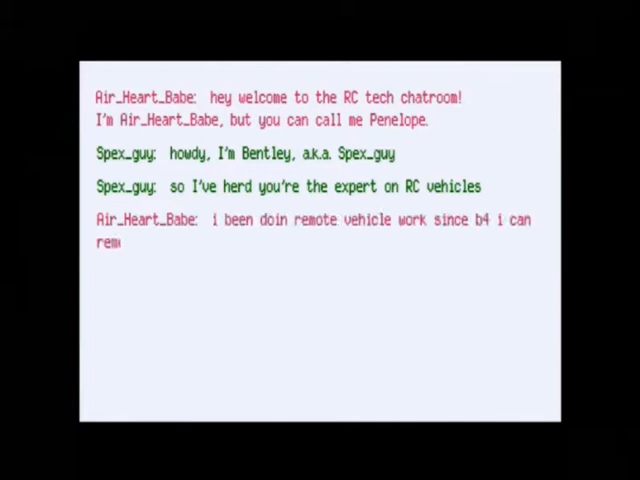 Air_Heart_Babe: hey welcome to the RC tech chatroom!
I'm Air_Heart_Babe, but you can call me Penelope.
Spex_guy: howdy, I'm Bentley, a.k.a. Spex_guy
Spex_guy: so I've herd you're the expert on RC vehicles
Air_Heart_Babe: i been doin remote vehicle work since b4 i can
rem